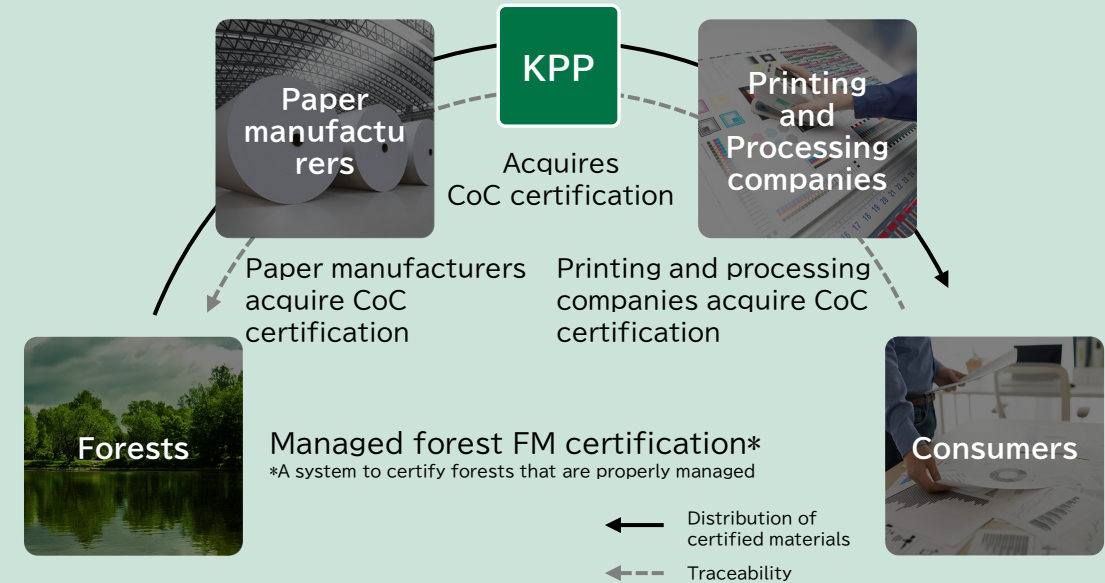 KPP
Paper
manufactu
rers
Printing
and
Processing
companies
Acquires
CoC certification
Paper manufacturers
acquire CoC
certification
Printing and processing
companies acquire CoC
certification
Forests
Managed forest FM certification*
*A system to certify forests that are properly managed
Consumers
Distribution of
certified materials
Traceability